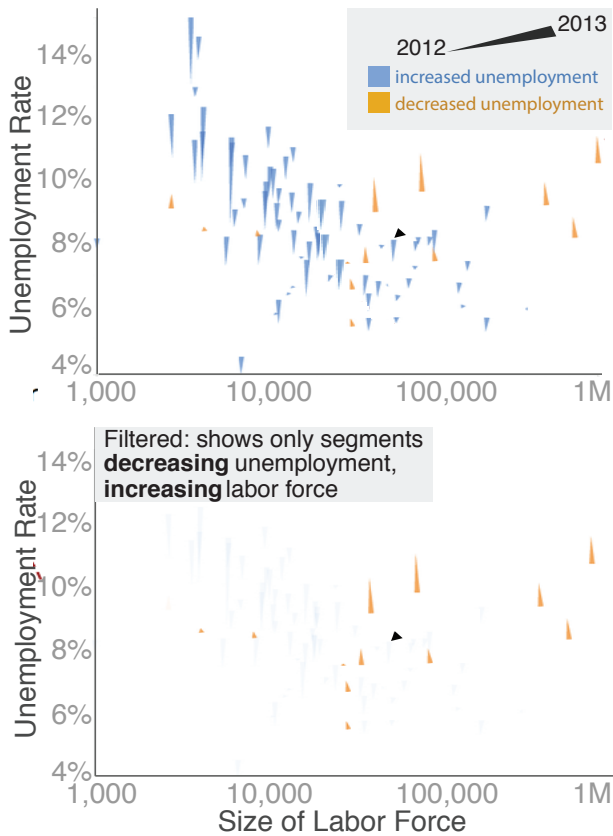 14%
12%
10%
8%
6%
4%
Unemployment Rate
2012
2013
increased unemployment
decreased unemployment
1,000
10,000
100,000
1M
Filtered: shows only segments
decreasing unemployment,
increasing labor force
14%
12%
10%
8%
6%
4%
Unemployment Rate
1,000
10,000
100,000
1M
Size of Labor Force